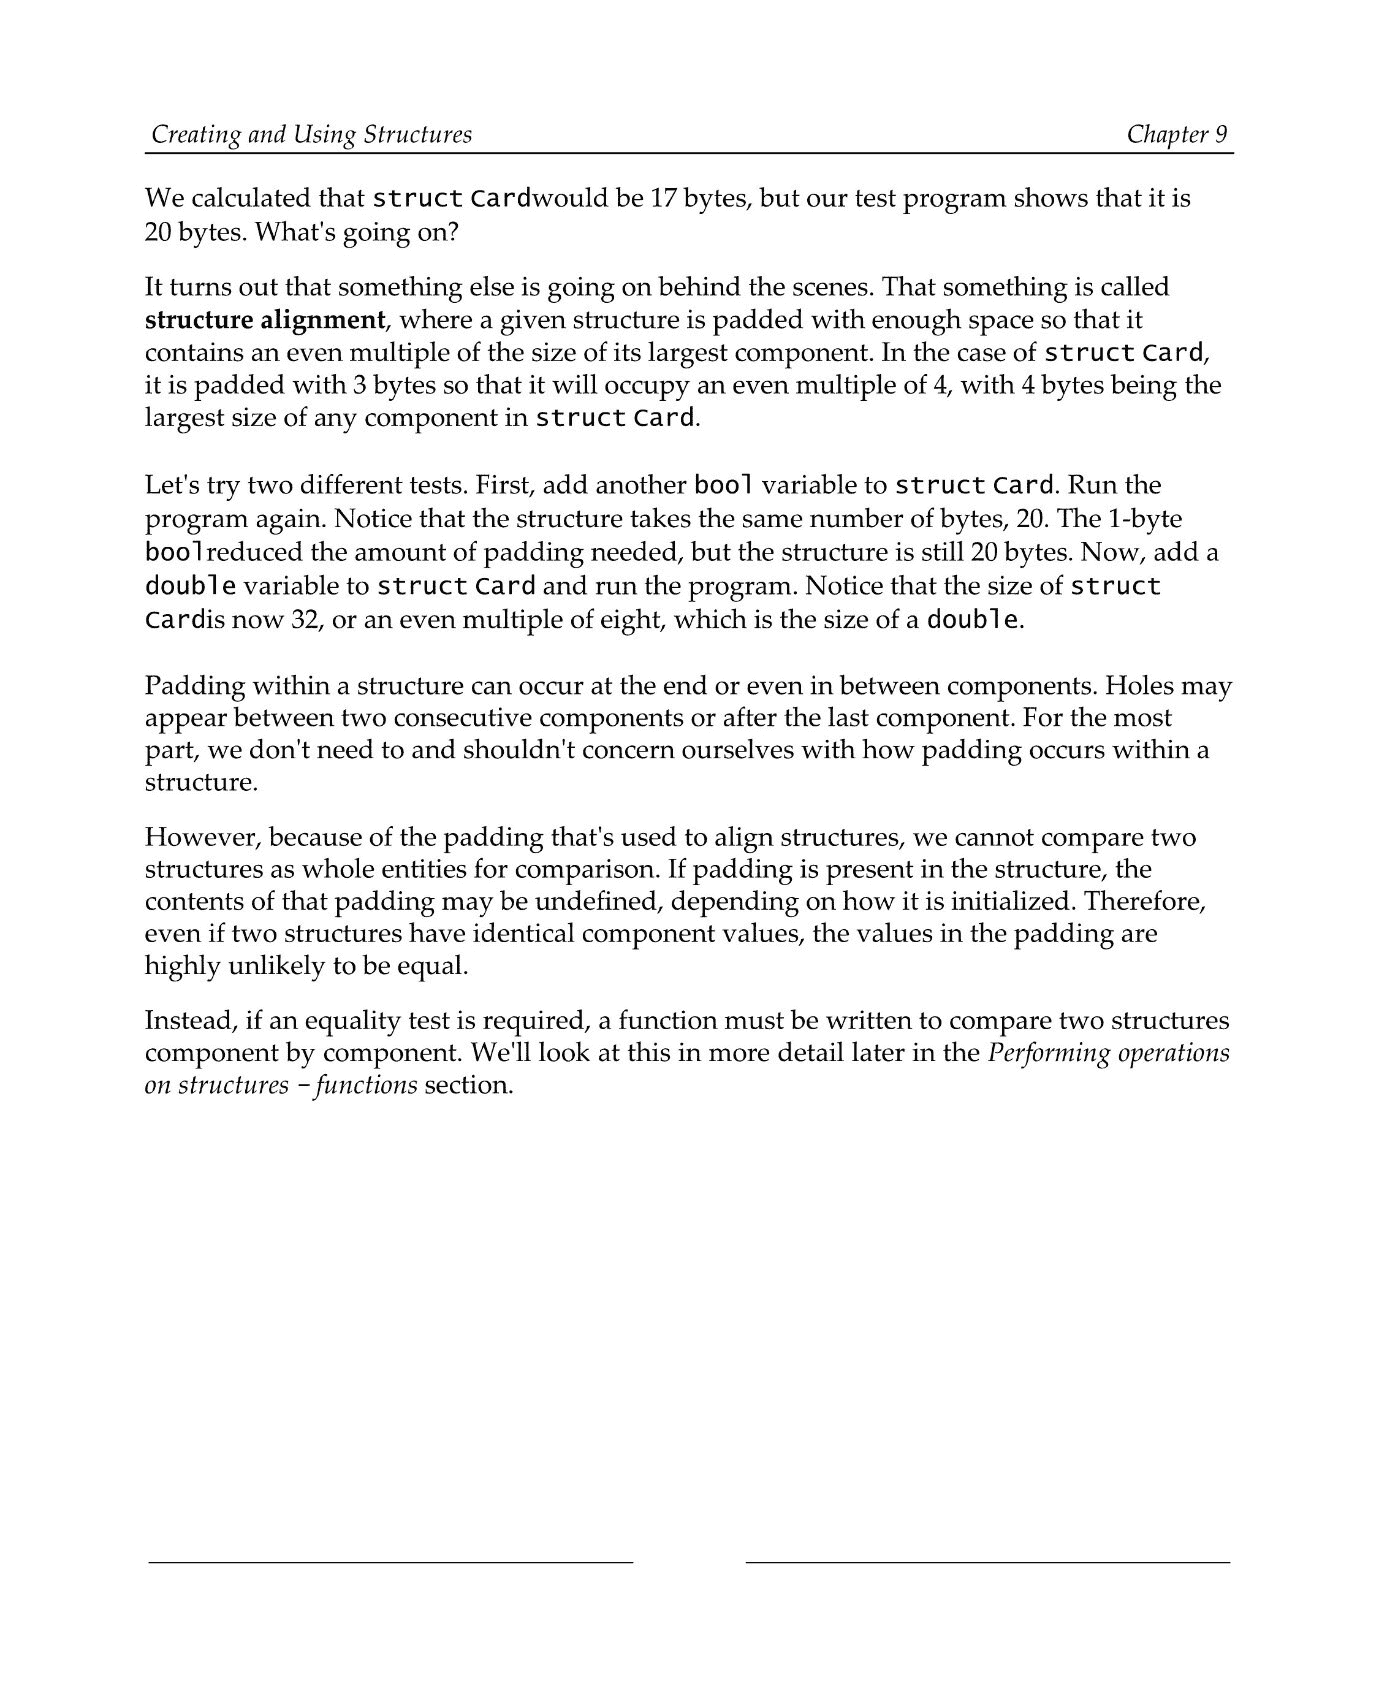 Creating and Using Structures Chapter 9
We calculated that struct Cardwould be 17 bytes, but our test program shows that it is
20 bytes. What's going on?
It turns out that something else is going on behind the scenes. That something is called
structure alignment, where a given structure is padded with enough space so that it
contains an even multiple of the size of its largest component. In the case of struct Card,
it is padded with 3 bytes so that it will occupy an even multiple of 4, with 4 bytes being the
largest size of any component in struct Card.
Let's try two different tests. First, add another bool variable to struct Card. Run the
program again. Notice that the structure takes the same number of bytes, 20. The 1-byte
boolreduced the amount of padding needed, but the structure is still 20 bytes. Now, add a
double variable to struct Card and run the program. Notice that the size of struct
Cardis now 32, or an even multiple of eight, which is the size of a double.
Padding within a structure can occur at the end or even in between components. Holes may
appear between two consecutive components or after the last component. For the most
part, we don't need to and shouldn't concern ourselves with how padding occurs within a
structure.
However, because of the padding that's used to align structures, we cannot compare two
structures as whole entities for comparison. If padding is present in the structure, the
contents of that padding may be undefined, depending on how it is initialized. Therefore,
even if two structures have identical component values, the values in the padding are
highly unlikely to be equal.
Instead, if an equality test is required, a function must be written to compare two structures
component by component. We'll look at this in more detail later in the Performing operations
on structures – functions section.